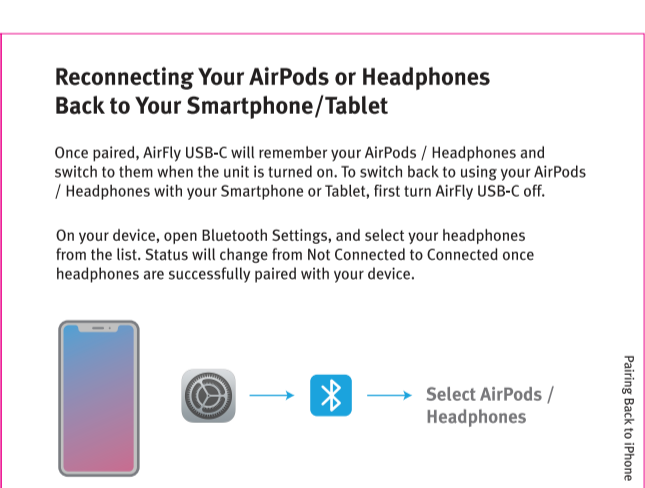 Reconnecting Your AirPods or Headphones
Back to Your Smartphone/Tablet
Once paired, AirFly USB-C will remember your AirPods / Headphones and
switch to them when the unit is turned on. To switch back to using your AirPods
/ Headphones with your Smartphone or Tablet, first turn AirFly USB-C off.
On your device, open Bluetooth Settings, and select your headphones
from the list. Status will change from Not Connected to Connected once
headphones are successfully paired with your device.
Select AirPods /
Headphones
Pairing Back to iPhone